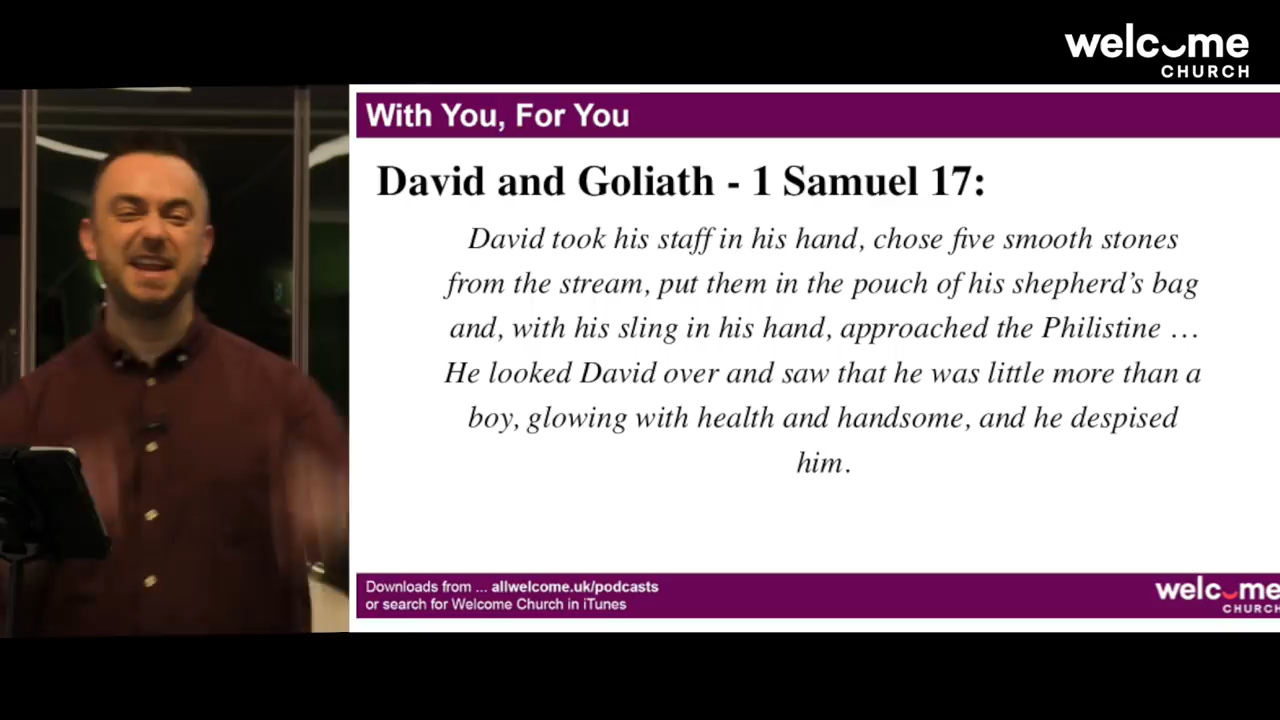 welcome
CHURCH
With You, For You
David and Goliath - 1 Samuel 17:
David took his staff in his hand, chose five smooth stones
from the stream, put them in the pouch of his shepherd's bag
and, with his sling in his hand, approached the Philistine …
He looked David over and saw that he was little more than a
boy, glowing with health and handsome, and he despised
him.
Downloads from ... allwelcome.uk/podcasts
or search for Welcome Church in iTunes
welcome
CHURCH